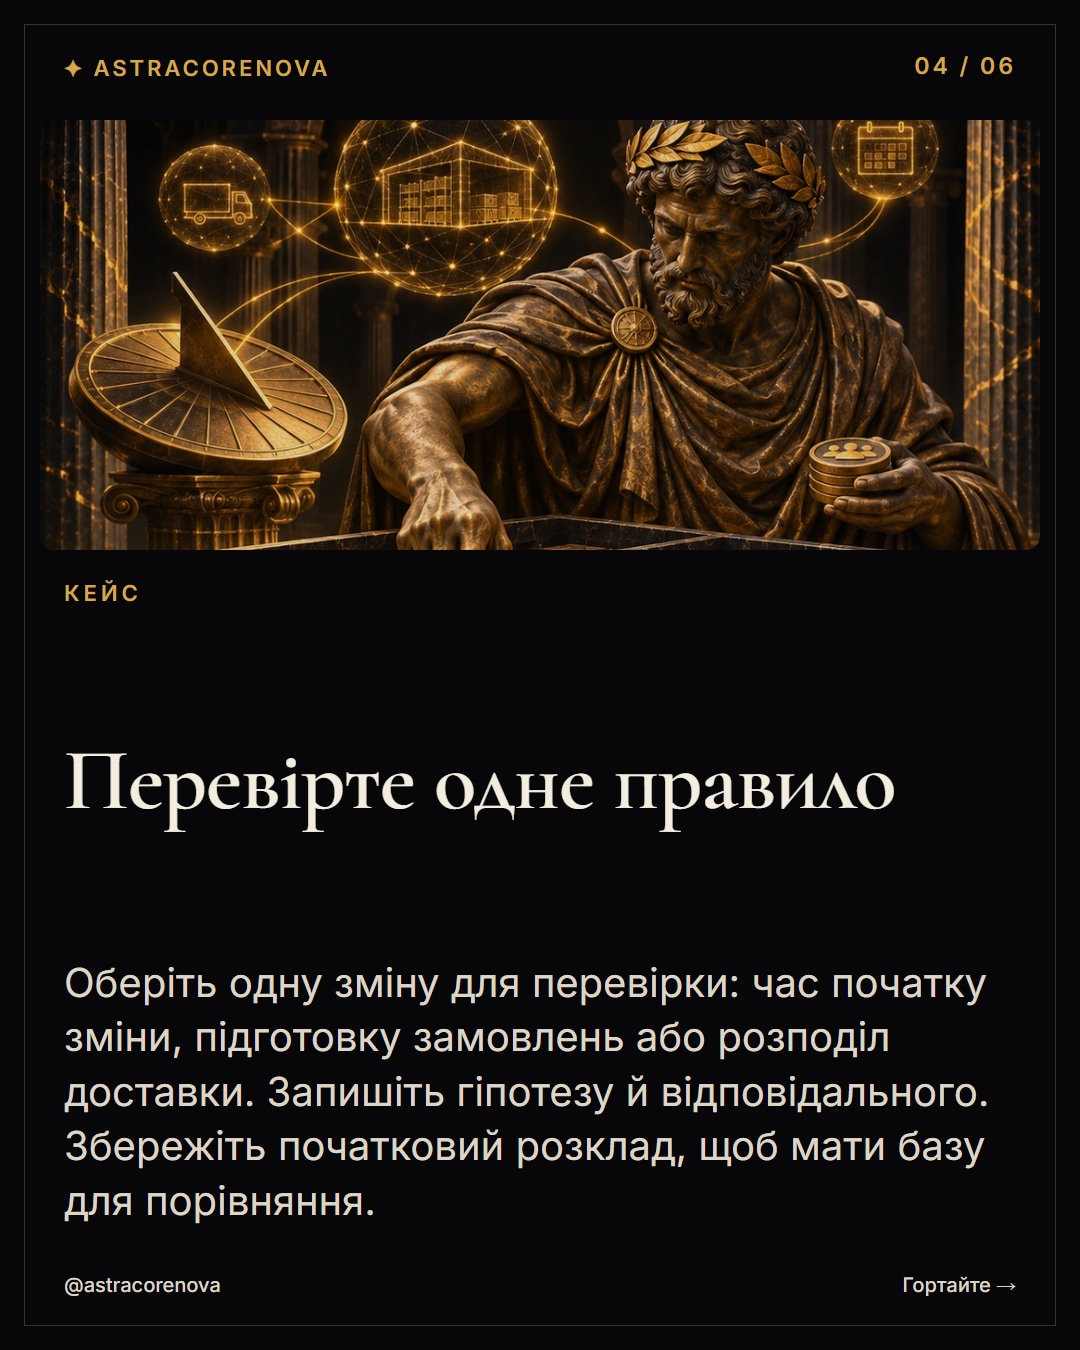 ✦ ASTRACORENOVA
04 / 06
КЕЙС
Перевірте одне правило
Оберіть одну зміну для перевірки: час початку
зміни, підготовку замовлень або розподіл
доставки. Запишіть гіпотезу й відповідального.
Збережіть початковий розклад, щоб мати базу
для порівняння.
@astracorenova
Гортайте →